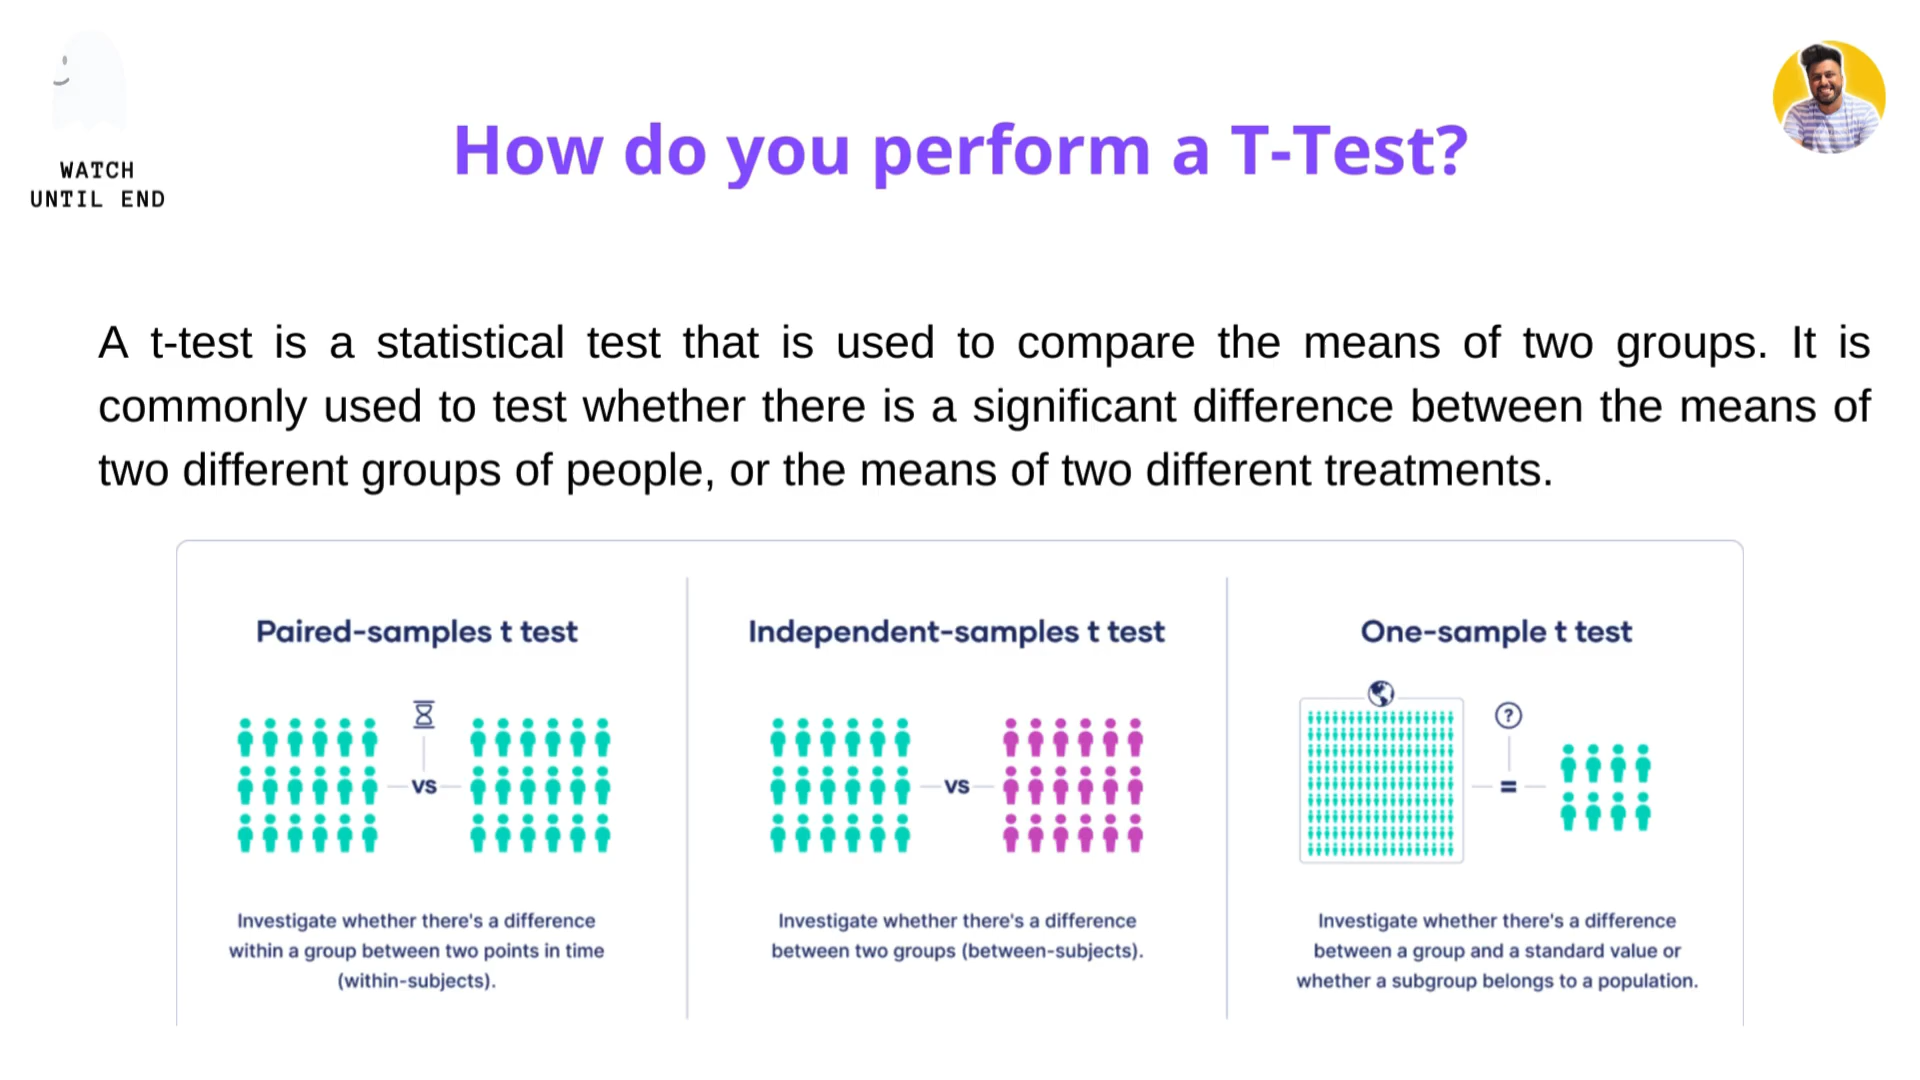 WATCH
UNTIL END
How do you perform a T-Test?
A t-test is a statistical test that is used to compare the means of two groups. It is
commonly used to test whether there is a significant difference between the means of
two different groups of people, or the means of two different treatments.
Paired-samples t test
vs
Investigate whether there's a difference
within a group between two points in time
(within-subjects).
Independent-samples t test
vs
Investigate whether there's a difference
between two groups (between-subjects).
One-sample t test
?
=
Investigate whether there's a difference
between a group and a standard value or
whether a subgroup belongs to a population.